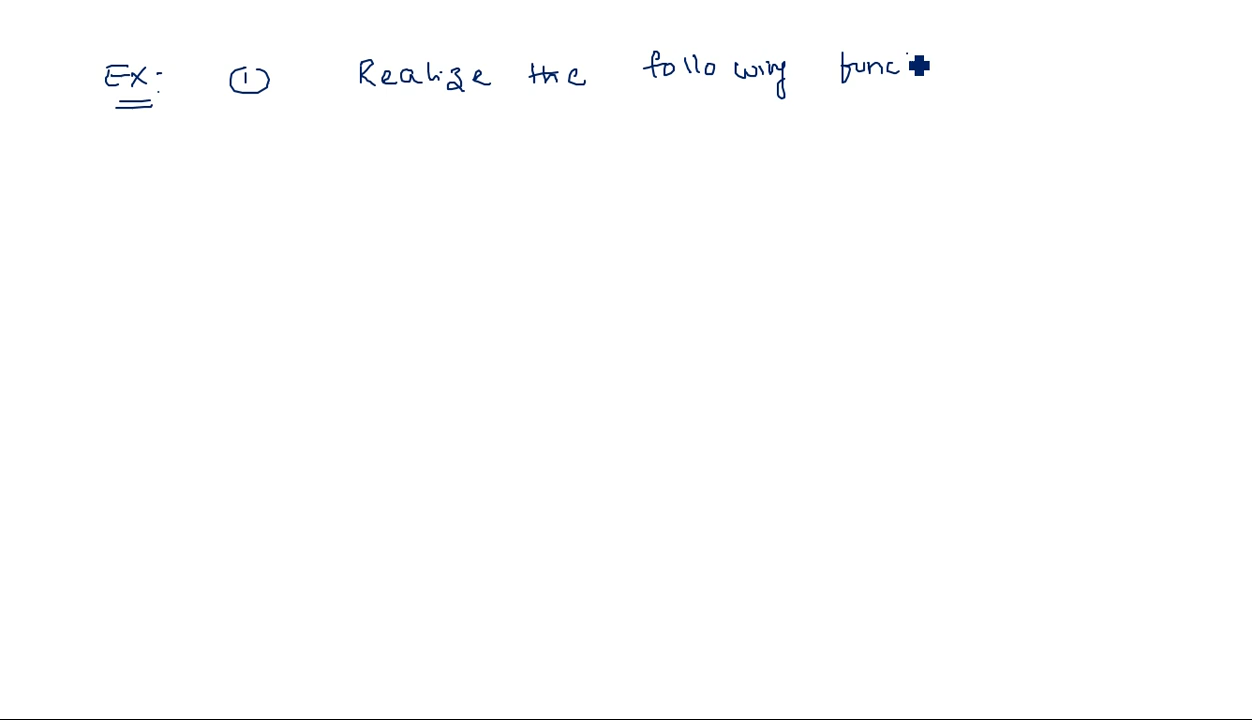 Ex: ① Realize the following func